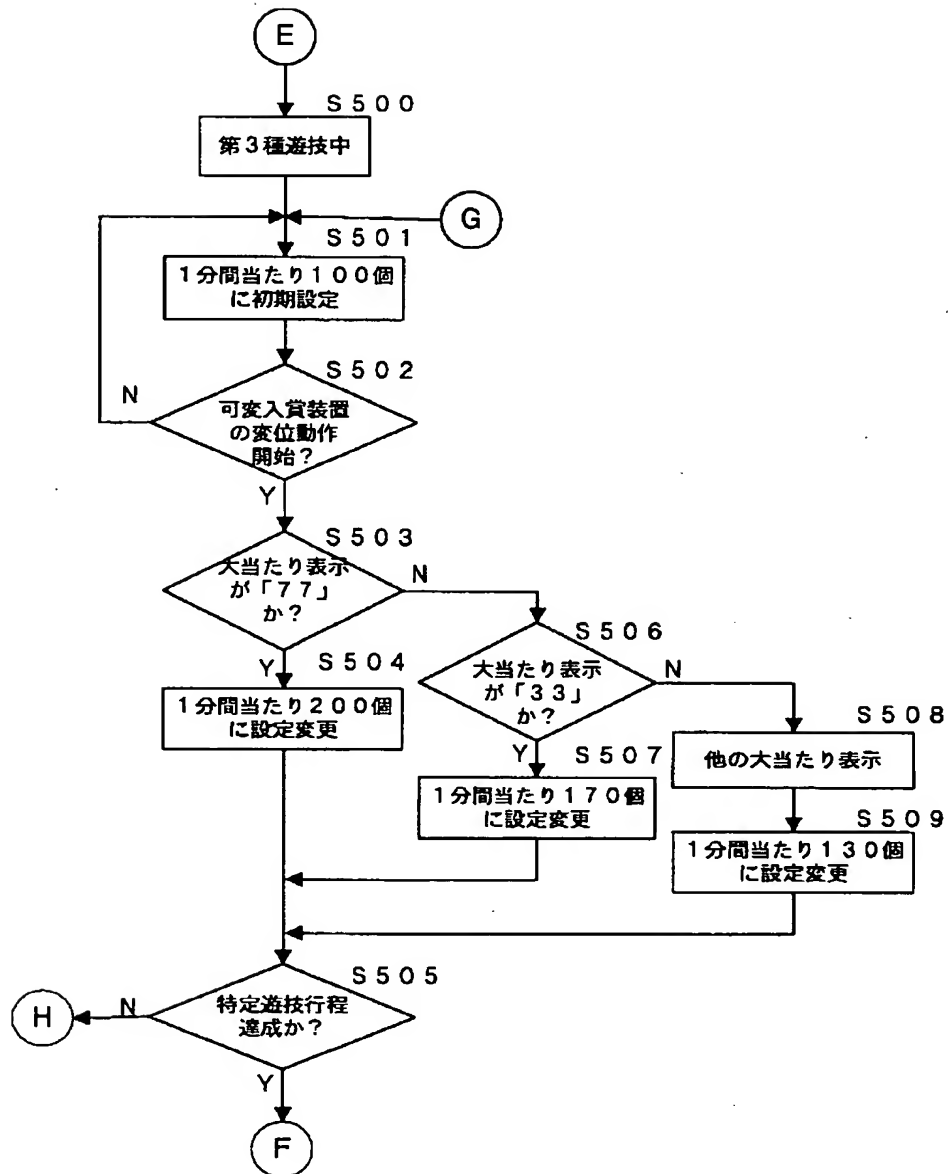 E
S500
第3種遊技中
G
S501
1分間当たり100個
に初期設定
S502
N
可変入賞装置
の変位動作
開始?
Y
S503
大当たり表示
が「77」
か?
N
Y
S504
1分間当たり200個
に設定変更
S506
大当たり表示
が「33」
か?
N
Y
S507
1分間当たり170個
に設定変更
S508
他の大当たり表示
S509
1分間当たり130個
に設定変更
S505
特定遊技行程
達成か?
N
H
Y
F